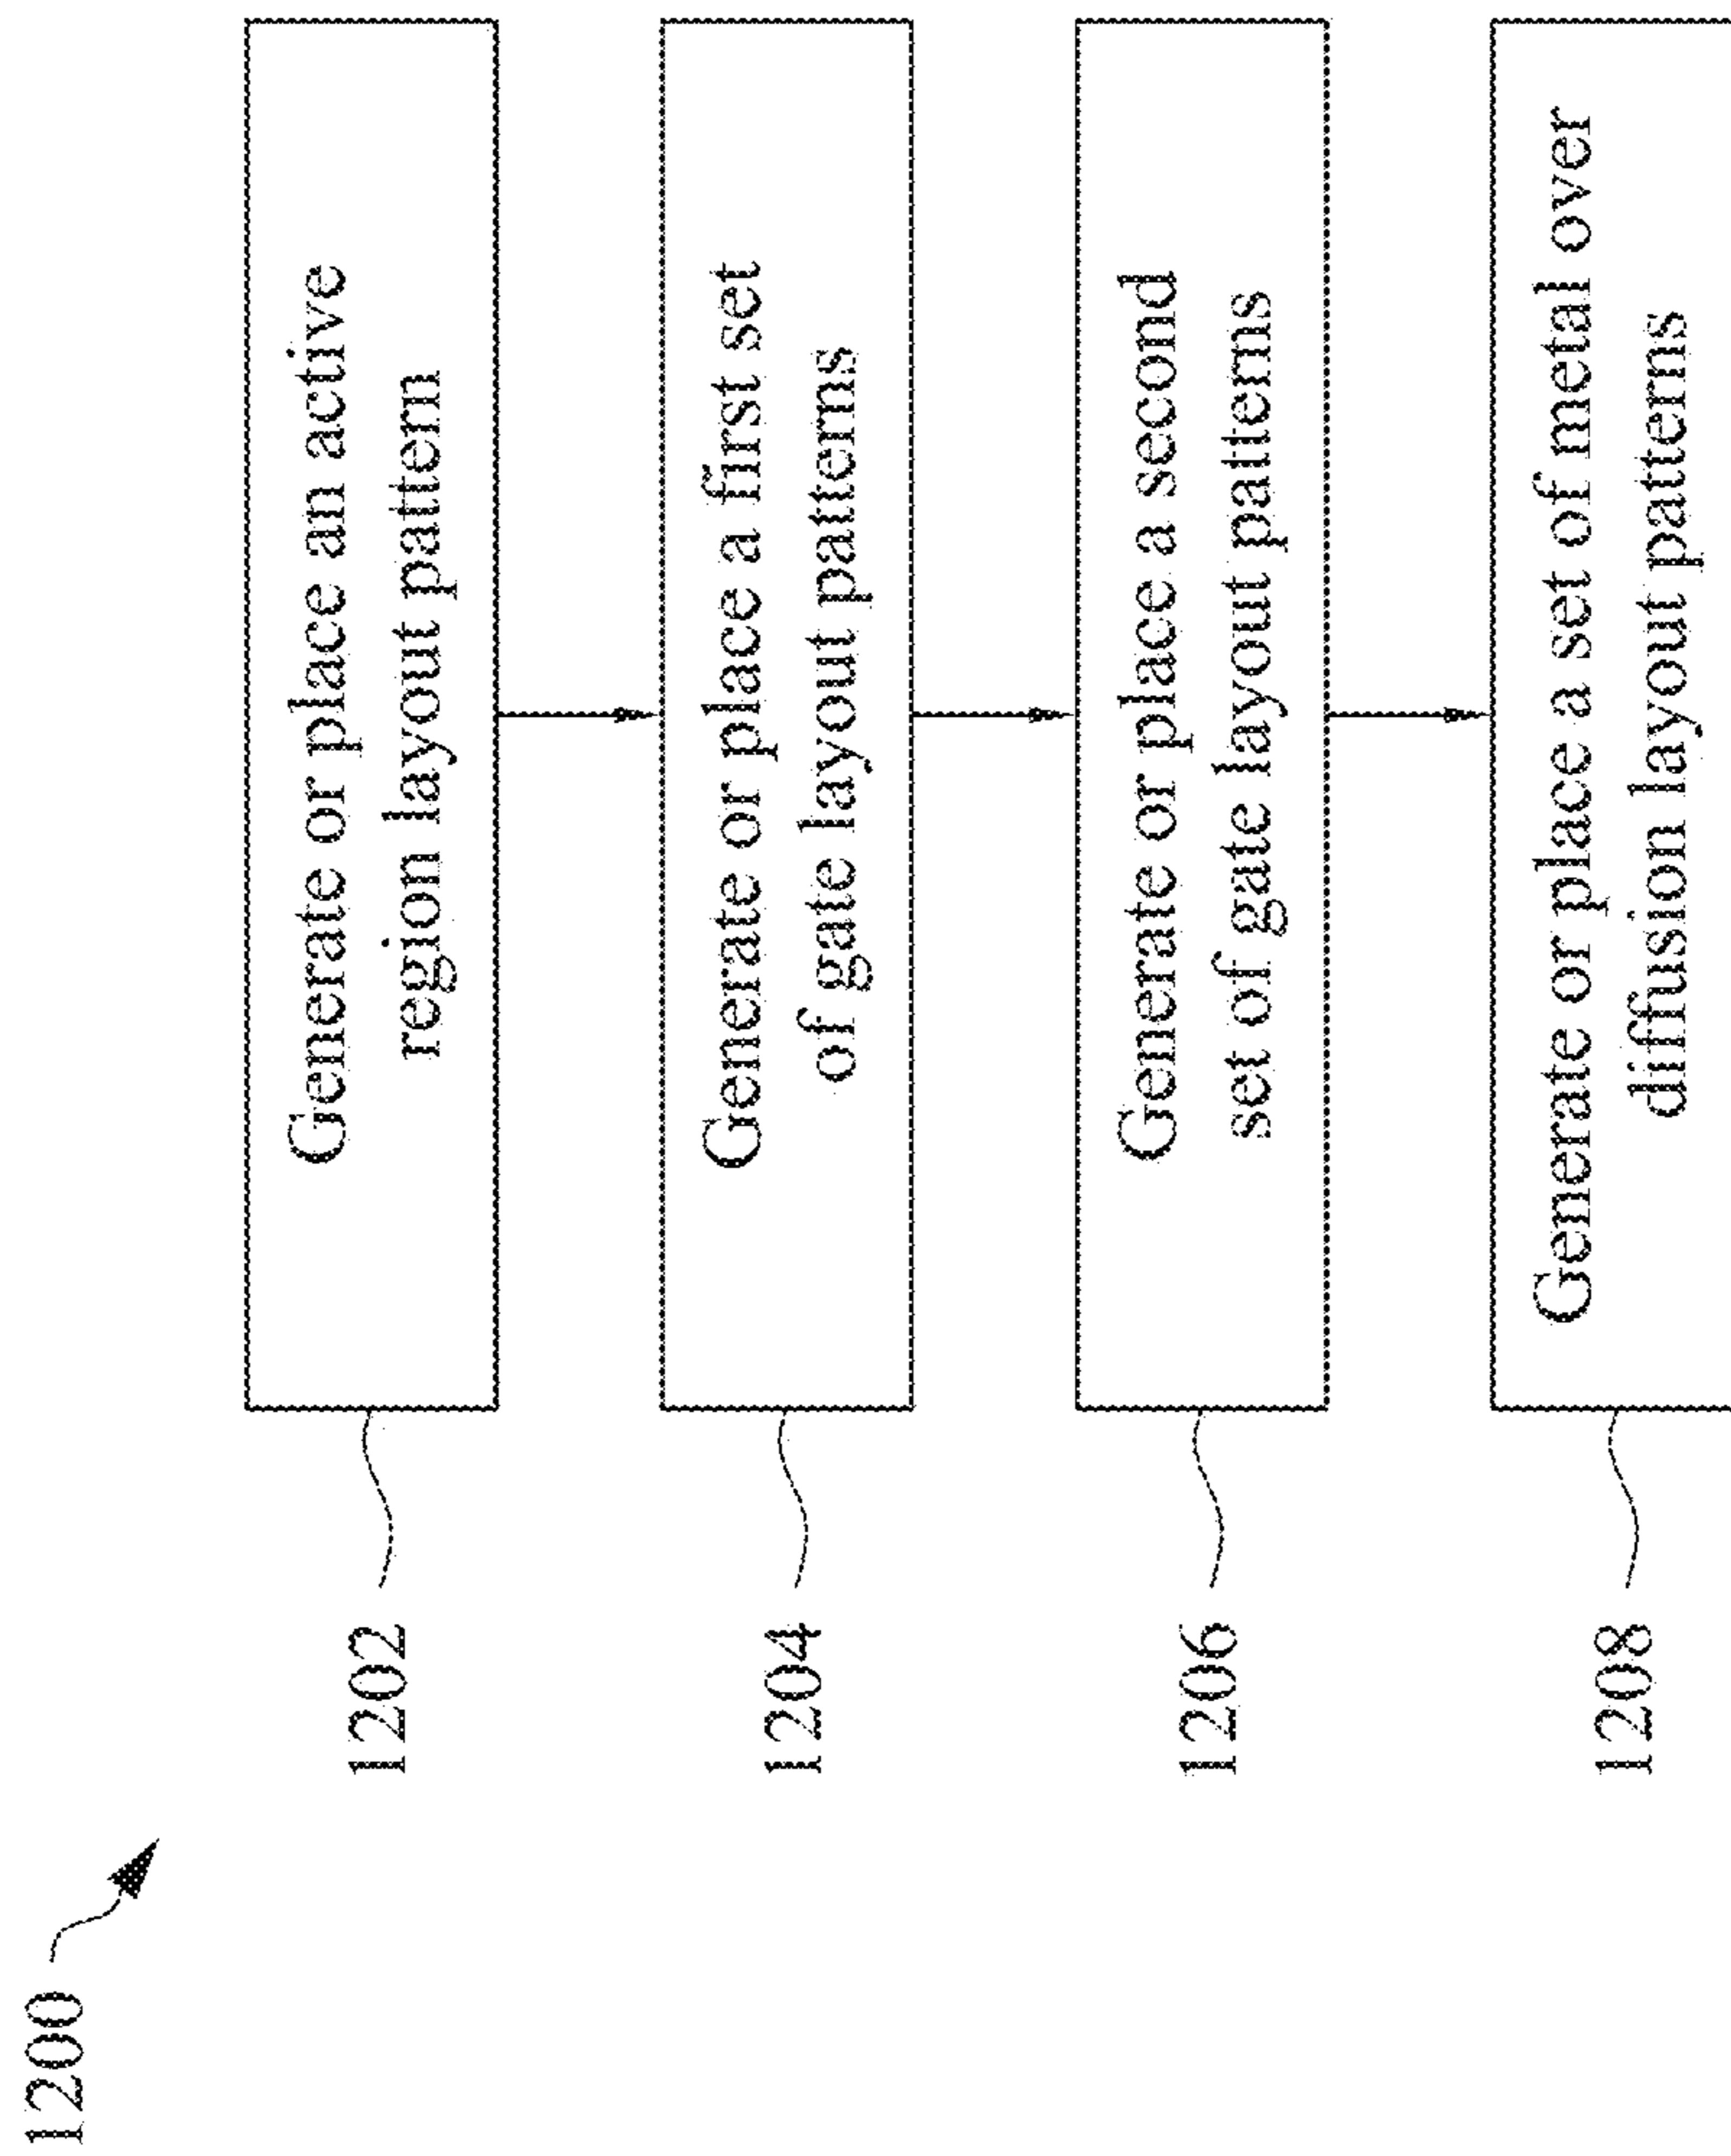 1200
1202
Generate or place an active
region layout pattern
1204
Generate or place a first set
of gate layout patterns
1206
Generate or place a second
set of gate layout patterns
1208
Generate or place a set of metal over
diffusion layout patterns